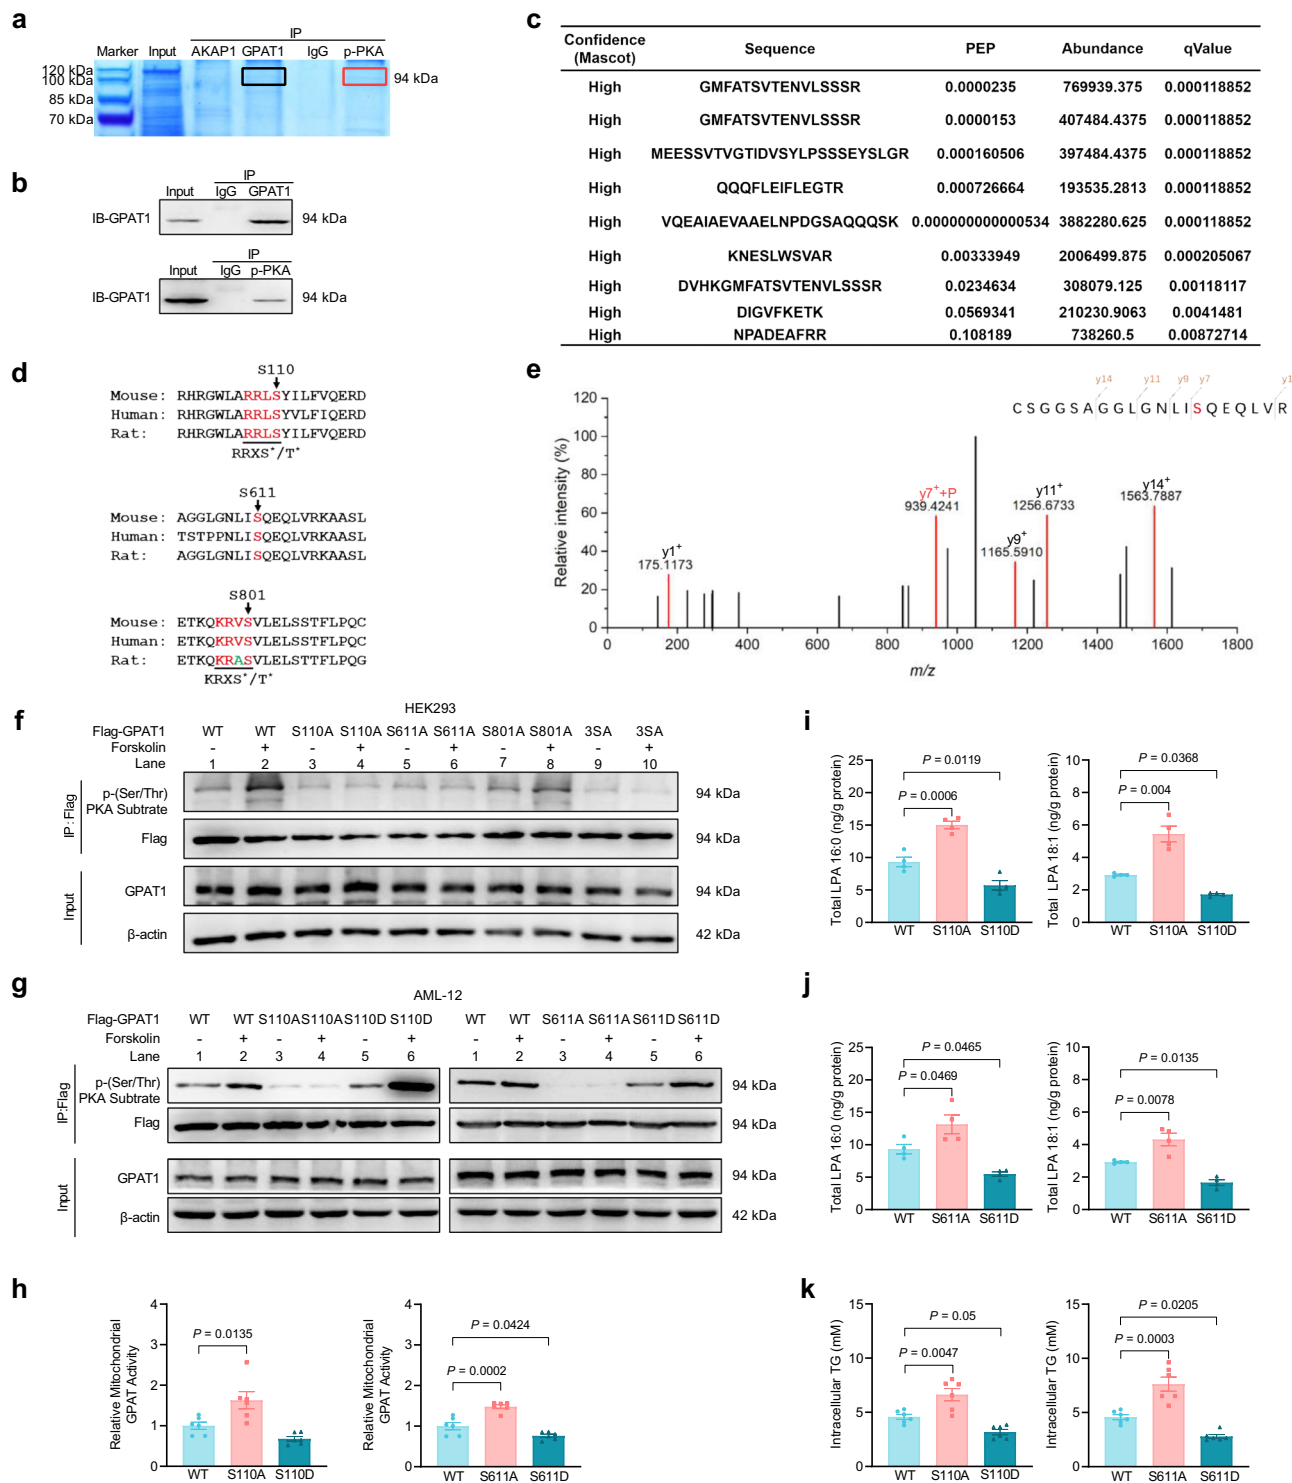 a
IP
Marker Input AKAP1 GPAT1 IgG p-PKA
120 kDa
100 kDa
94 kDa
85 kDa
70 kDa
b
IP
Input IgG GPAT1
IB-GPAT1 94 kDa
IP
Input IgG p-PKA
IB-GPAT1 94 kDa
c
Confidence (Mascot) Sequence PEP Abundance qValue
High GMFATSVTENVLSSSR 0.0000235 769939.375 0.000118852
High GMFATSVTENVLSSSR 0.0000153 407484.4375 0.000118852
High MEESSVTVGTIDVSYLPSSSEYSLGR 0.000160506 397484.4375 0.000118852
High QQQFLEIFLEGTR 0.000726664 193535.2813 0.000118852
High VQEAIAEVAAELNPDGSAQQQSK 0.000000000000534 3882280.625 0.000118852
High KNESLWSVAR 0.00333949 2006499.875 0.000205067
High DVHKGMFATSVTENVLSSSR 0.0234634 308079.125 0.00118117
High DIGVFKETK 0.0569341 210230.9063 0.0041481
High NPADEAFRR 0.108189 738260.5 0.00872714
d
S110
Mouse: RHRGWLARRLSYILFVQERD
Human: RHRGWLARRLSYVLFIQERD
Rat: RHRGWLARRLSYILFVQERD
RRXS*/T*
S611
Mouse: AGGLGNLISQEQLVRKAASL
Human: TSTPPNLISQEQLVRKAASL
Rat: AGGLGNLISQEQLVRKAASL
S801
Mouse: ETKQKRVSVLELSSTFLPQC
Human: ETKQKRVSVLELSSTFLPQC
Rat: ETKQKRASVLELSTTFLPQG
KRXS*/T*
e
y14 y11 y9 y7 y1
CSGGSAGGLGNLISQEQLVR
Relative intensity (%)
120
100
80
60
40
20
0
y1+
175.1173
y7++P
939.4241
y9+
1165.5910
y11+
1256.6733
y14+
1563.7887
0 200 400 600 800 1000 1200 1400 1600 1800
m/z
f
HEK293
Flag-GPAT1 WT WT S110A S110A S611A S611A S801A S801A 3SA 3SA
Forskolin - + - + - + - + - +
Lane 1 2 3 4 5 6 7 8 9 10
IP: Flag
p-(Ser/Thr) PKA Subtrate 94 kDa
Flag 94 kDa
Input
GPAT1 94 kDa
β-actin 42 kDa
g
AML-12
Flag-GPAT1 WT WT S110A S110A S110D S110D WT WT S611A S611A S611D S611D
Forskolin - + - + - + - + - + - +
Lane 1 2 3 4 5 6 1 2 3 4 5 6
IP:Flag
p-(Ser/Thr) PKA Subtrate 94 kDa
Flag 94 kDa
Input
GPAT1 94 kDa
β-actin 42 kDa
h
Relative Mitochondrial GPAT Activity
4
3
2
1
0
P = 0.0135
WT S110A S110D
Relative Mitochondrial GPAT Activity
4
3
2
1
0
P = 0.0424
P = 0.0002
WT S611A S611D
i
Total LPA 16:0 (ng/g protein)
25
20
15
10
5
0
P = 0.0119
P = 0.0006
WT S110A S110D
Total LPA 18:1 (ng/g protein)
10
8
6
4
2
0
P = 0.0368
P = 0.004
WT S110A S110D
j
Total LPA 16:0 (ng/g protein)
25
20
15
10
5
0
P = 0.0465
P = 0.0469
WT S611A S611D
Total LPA 18:1 (ng/g protein)
10
8
6
4
2
0
P = 0.0135
P = 0.0078
WT S611A S611D
k
Intracellular TG (mM)
15
10
5
0
P = 0.05
P = 0.0047
WT S110A S110D
Intracellular TG (mM)
15
10
5
0
P = 0.0205
P = 0.0003
WT S611A S611D